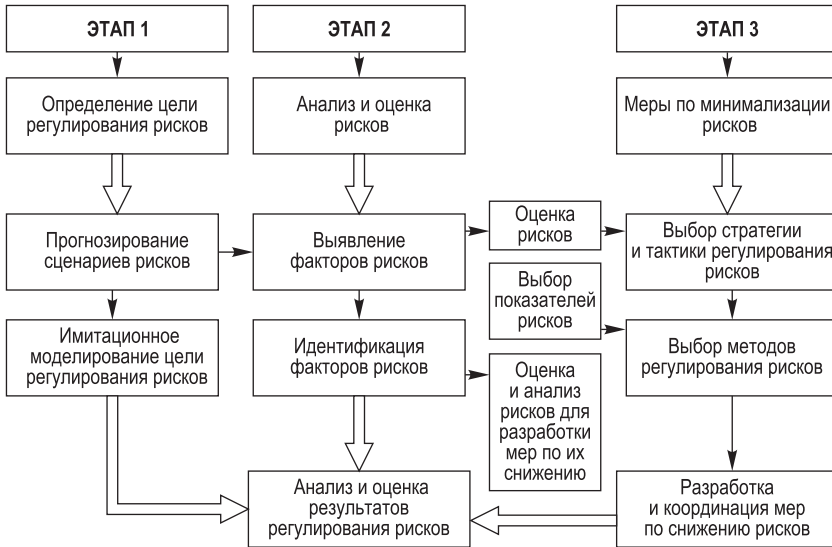 ЭТАП 1
ЭТАП 2
ЭТАП 3
Определение цели
регулирования рисков
Анализ и оценка
рисков
Меры по минимализации
рисков
Прогнозирование
сценариев рисков
Выявление
факторов рисков
Оценка
рисков
Выбор стратегии
и тактики регулирования
рисков
Выбор
показателей
рисков
Имитационное
моделирование цели
регулирования рисков
Идентификация
факторов рисков
Выбор методов
регулирования рисков
Оценка
и анализ
рисков для
разработки
мер по их
снижению
Анализ и оценка
результатов
регулирования рисков
Разработка
и координация мер
по снижению рисков